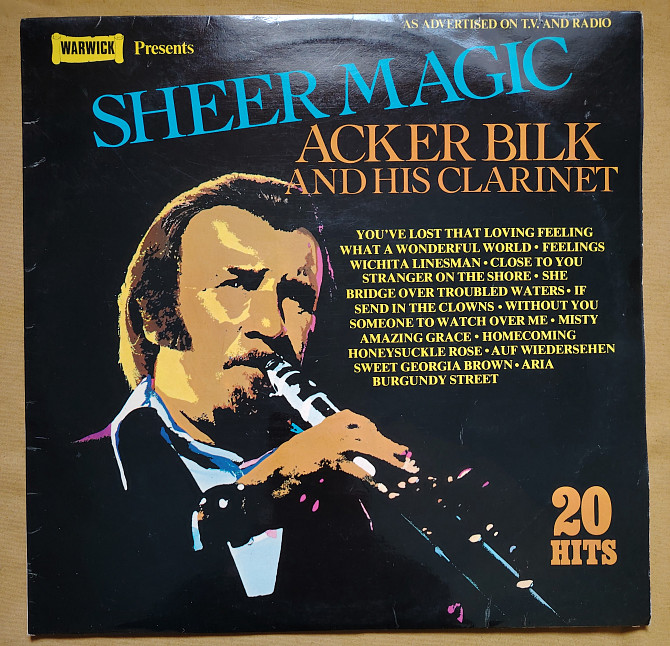 AS ADVERTISED ON T.V. AND RADIO
WARWICK Presents
SHEER MAGIC
ACKER BILK
AND HIS CLARINET
YOU'VE LOST THAT LOVING FEELING
WHAT A WONDERFUL WORLD • FEELINGS
WICHITA LINESMAN • CLOSE TO YOU
STRANGER ON THE SHORE • SHE
BRIDGE OVER TROUBLED WATERS • IF
SEND IN THE CLOWNS • WITHOUT YOU
SOMEONE TO WATCH OVER ME • MISTY
AMAZING GRACE • HOMECOMING
HONEYSUCKLE ROSE • AUF WIEDERSEHEN
SWEET GEORGIA BROWN • ARIA
BURGUNDY STREET
20
HITS